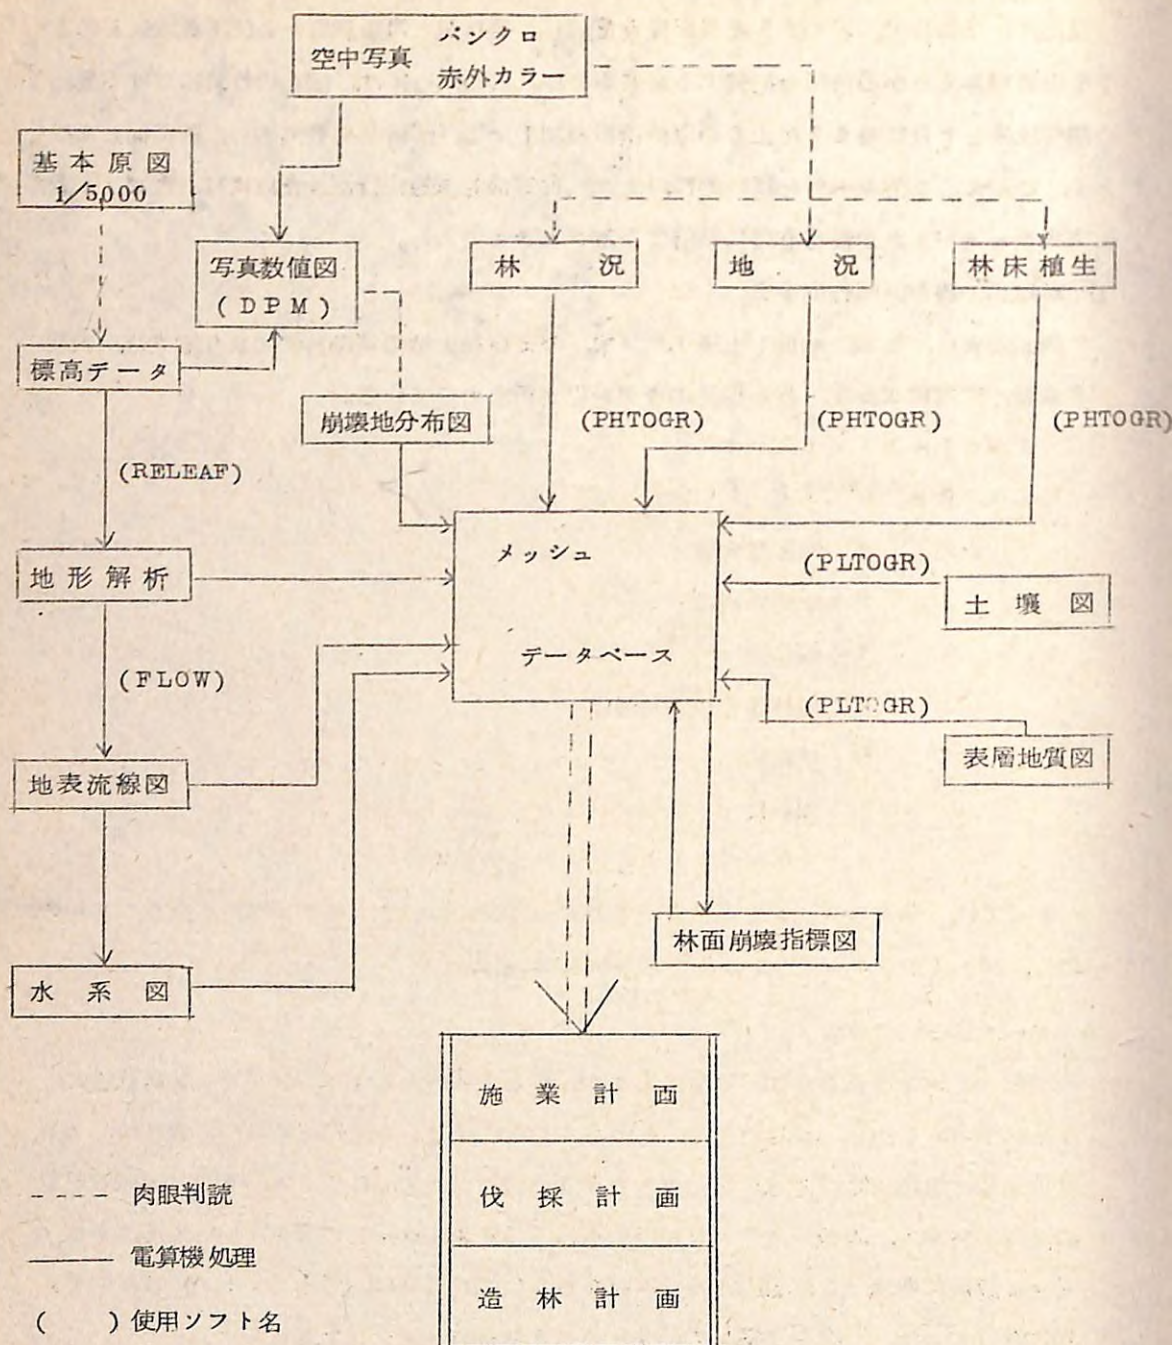 空中写真
パンクロ
赤外カラー
基本原図
1/5000
写真数値図
(DPM)
林況
地況
林床植生
標高データ
崩壊地分布図
(PHTOGR)
(PHTOGR)
(PHTOGR)
(RELEAF)
メッシュ
データベース
地形解析
(PLTOGR)
土壌図
(FLOW)
(PLTOGR)
表層地質図
地表流線図
林面崩壊指標図
水系図
施業計画
伐採計画
造林計画
---- 肉眼判読
—— 電算機処理
( ) 使用ソフト名